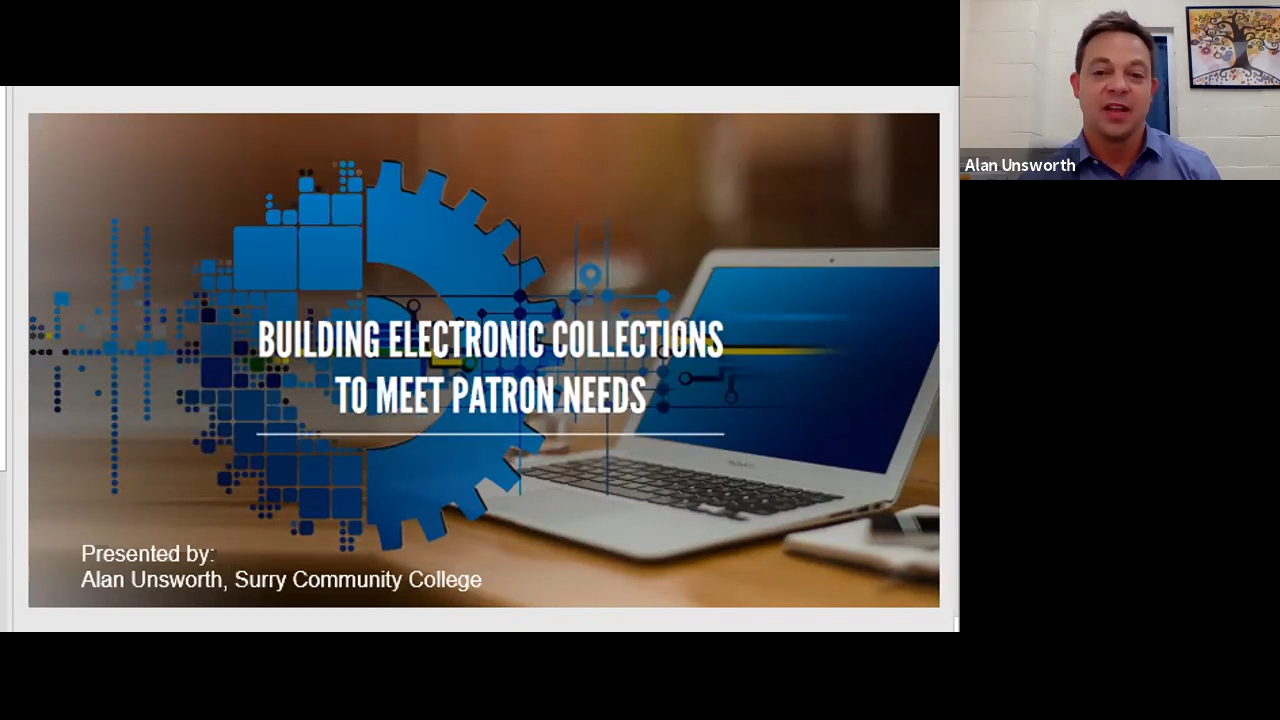 BUILDING ELECTRONIC COLLECTIONS
TO MEET PATRON NEEDS
Presented by:
Alan Unsworth, Surry Community College
Alan Unsworth